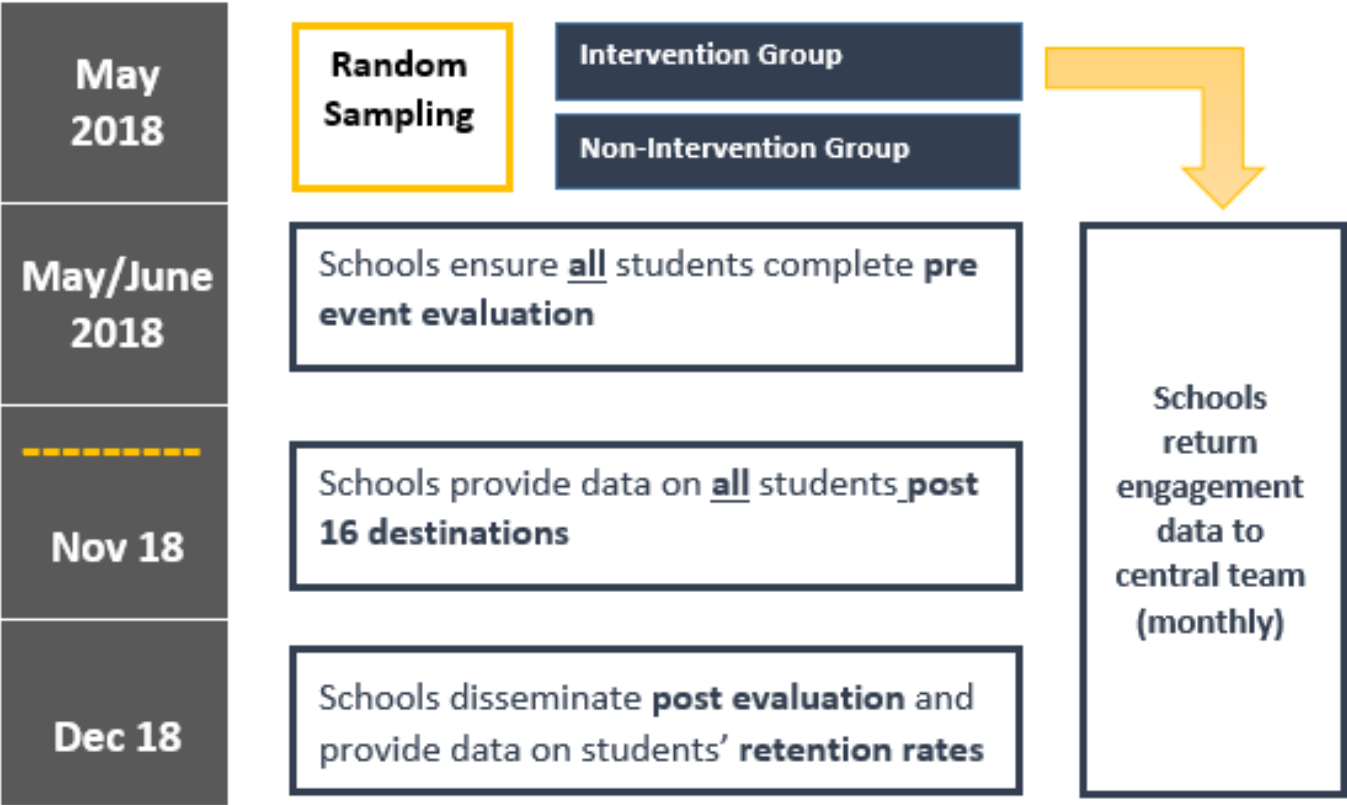 May
2018
Random
Sampling
Intervention Group
Non-Intervention Group
May/June
2018
Schools ensure all students complete pre
event evaluation
Nov 18
Schools provide data on all students post
16 destinations
Dec 18
Schools disseminate post evaluation and
provide data on students’ retention rates
Schools
return
engagement
data to
central team
(monthly)